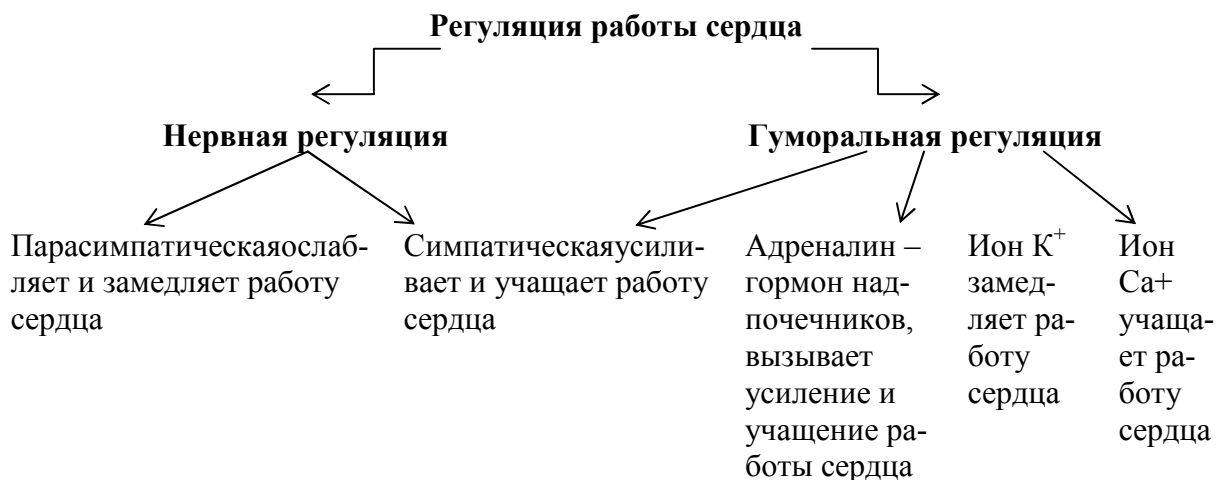 Регуляция работы сердца
Нервная регуляция
Гуморальная регуляция
Парасимпатическаяослаб-
ляет и замедляет работу
сердца
Симпатическаяусили-
вает и учащает работу
сердца
Адреналин –
гормон над-
почечников,
вызывает
усиление и
учащение ра-
боты сердца
Ион К⁺
замед-
ляет ра-
боту
сердца
Ион
Са+
учаща-
ет ра-
боту
сердца